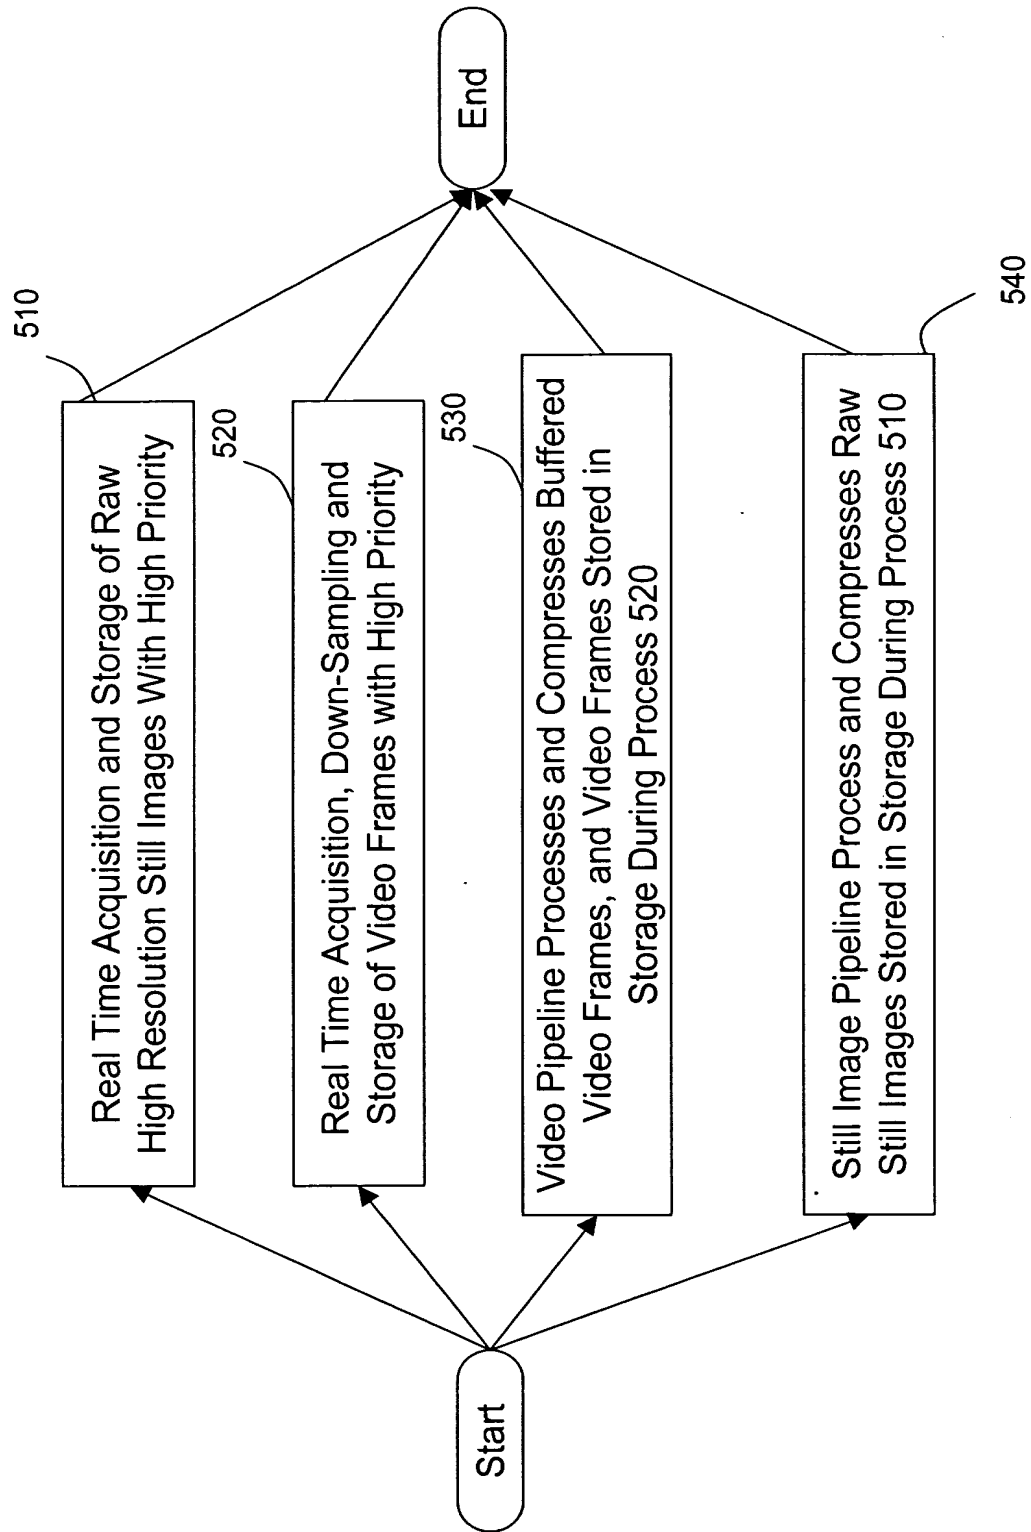 Start
510
Real Time Acquisition and Storage of Raw
High Resolution Still Images With High Priority
520
Real Time Acquisition, Down-Sampling and
Storage of Video Frames with High Priority
530
Video Pipeline Processes and Compresses Buffered
Video Frames, and Video Frames Stored in
Storage During Process 520
540
Still Image Pipeline Process and Compresses Raw
Still Images Stored in Storage During Process 510
End